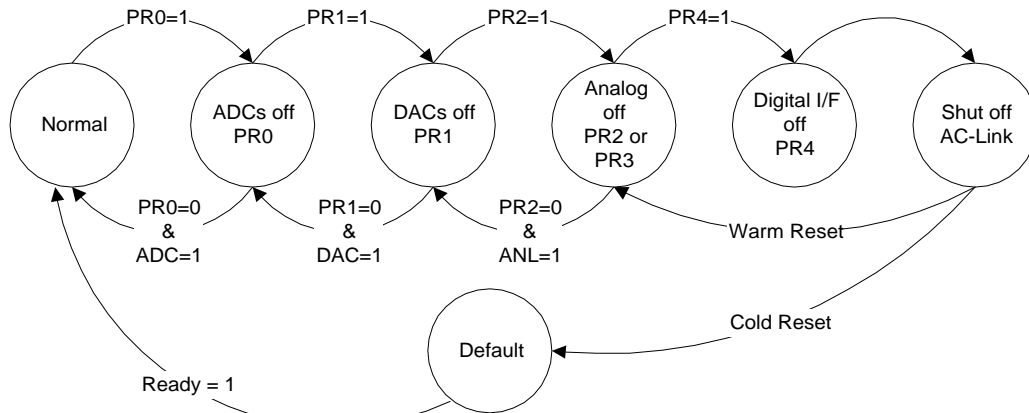 PR0=1
PR1=1
PR2=1
PR4=1
Normal
ADCs off
PR0
DACs off
PR1
Analog
off
PR2 or
PR3
Digital I/F
off
PR4
Shut off
AC-Link
PR0=0
&
ADC=1
PR1=0
&
DAC=1
PR2=0
&
ANL=1
Warm Reset
Cold Reset
Default
Ready = 1